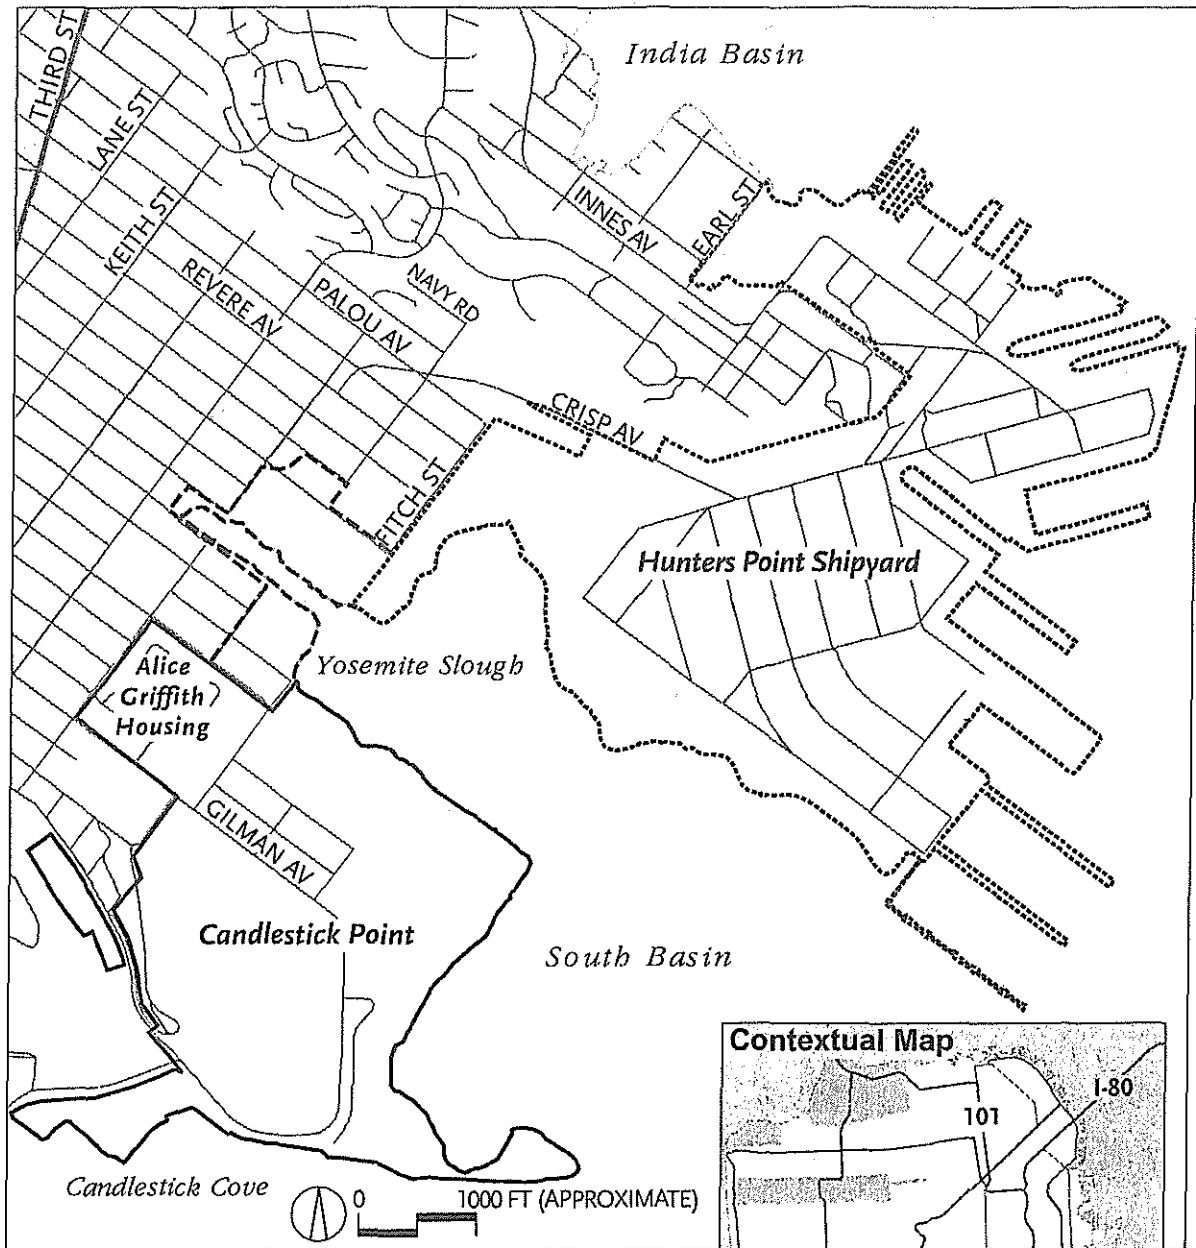 India Basin
THIRD ST
LANE ST
KEITH ST
REVERE AV
PALOU AV
NAVY RD
INNES AV
EARL ST
CRISP AV
FITCH ST
Hunters Point Shipyard
Yosemite Slough
Alice
Griffith
Housing
GILMAN AV
Candlestick Point
South Basin
Candlestick Cove
0 1000 FT (APPROXIMATE)
Contextual Map
I-80
101